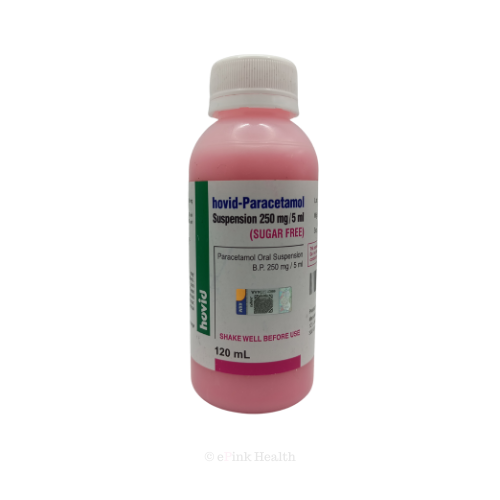 hovid-Paracetamol
Suspension 250 mg/5 ml
(SUGAR FREE)
Paracetamol Oral Suspension
B.P. 250 mg / 5 ml
hovid
SHAKE WELL BEFORE USE
120 mL
© ePink Health